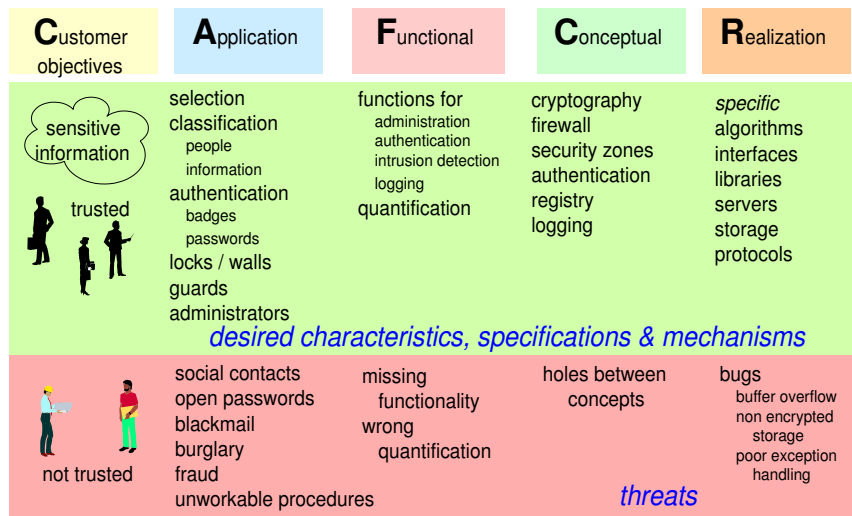 Customer
objectives
Application
Functional
Conceptual
Realization
sensitive
information
trusted
selection
classification
people
information
authentication
badges
passwords
locks / walls
guards
administrators
functions for
administration
authentication
intrusion detection
logging
quantification
cryptography
firewall
security zones
authentication
registry
logging
specific
algorithms
interfaces
libraries
servers
storage
protocols
desired characteristics, specifications & mechanisms
not trusted
social contacts
open passwords
blackmail
burglary
fraud
unworkable procedures
missing
functionality
wrong
quantification
holes between
concepts
bugs
buffer overflow
non encrypted
storage
poor exception
handling
threats